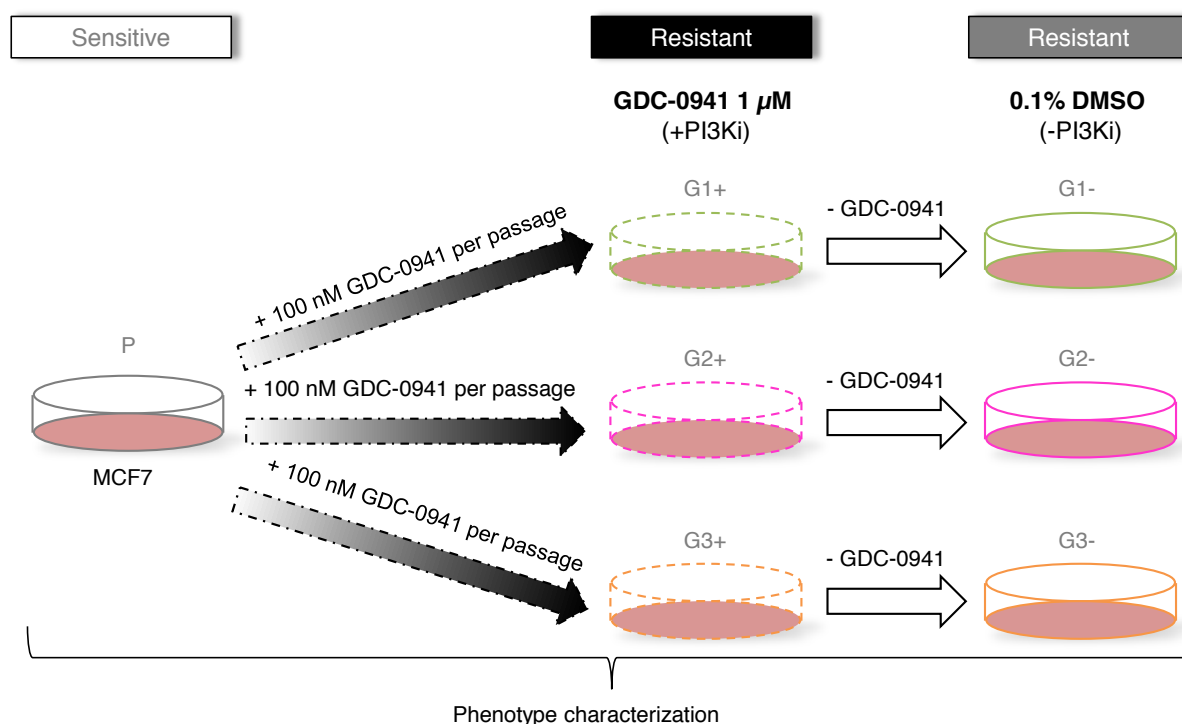 Sensitive
Resistant
Resistant
GDC-0941 1 µM
(+PI3Ki)
0.1% DMSO
(-PI3Ki)
G1+
- GDC-0941
G1-
+ 100 nM GDC-0941 per passage
P
MCF7
+ 100 nM GDC-0941 per passage
G2+
- GDC-0941
G2-
+ 100 nM GDC-0941 per passage
G3+
- GDC-0941
G3-
Phenotype characterization